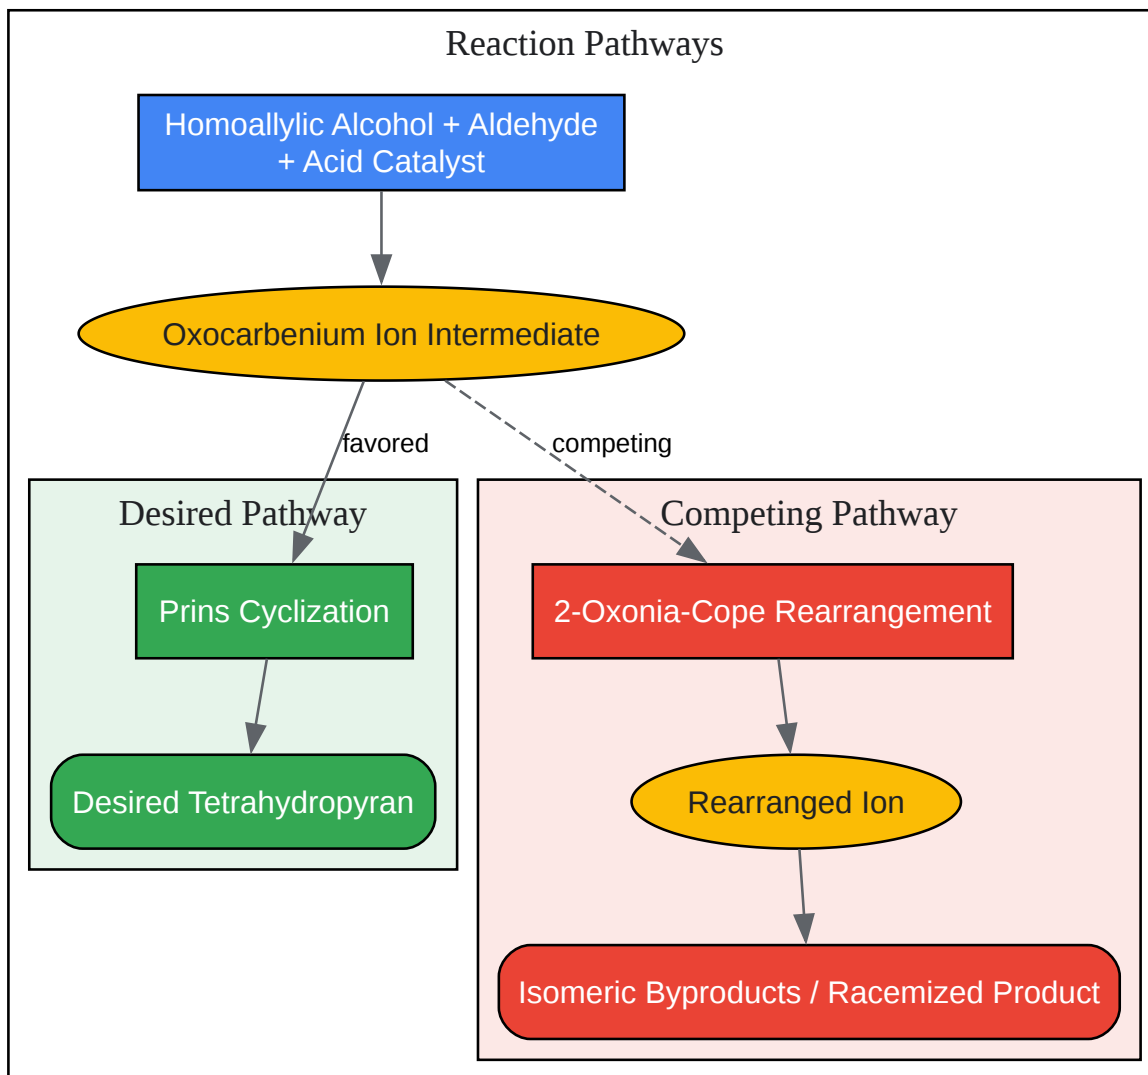 Reaction Pathways
Homoallylic Alcohol + Aldehyde
+ Acid Catalyst
Oxocarbenium Ion Intermediate
favored
competing
Desired Pathway
Competing Pathway
Prins Cyclization
2-Oxonia-Cope Rearrangement
Desired Tetrahydropyran
Rearranged Ion
Isomeric Byproducts / Racemized Product